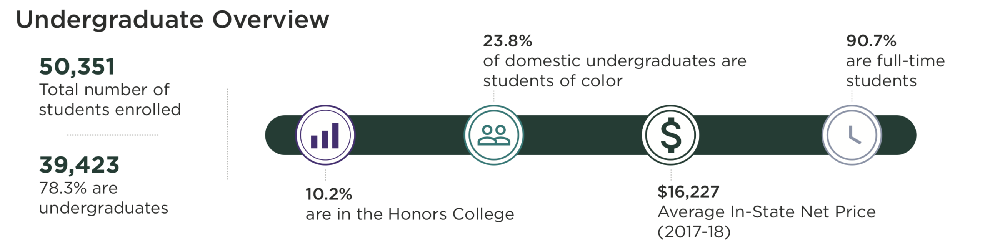 Undergraduate Overview
50,351
Total number of
students enrolled
39,423
78.3% are
undergraduates
10.2%
are in the Honors College
23.8%
of domestic undergraduates are
students of color
$
$16,227
Average In-State Net Price
(2017-18)
90.7%
are full-time
students